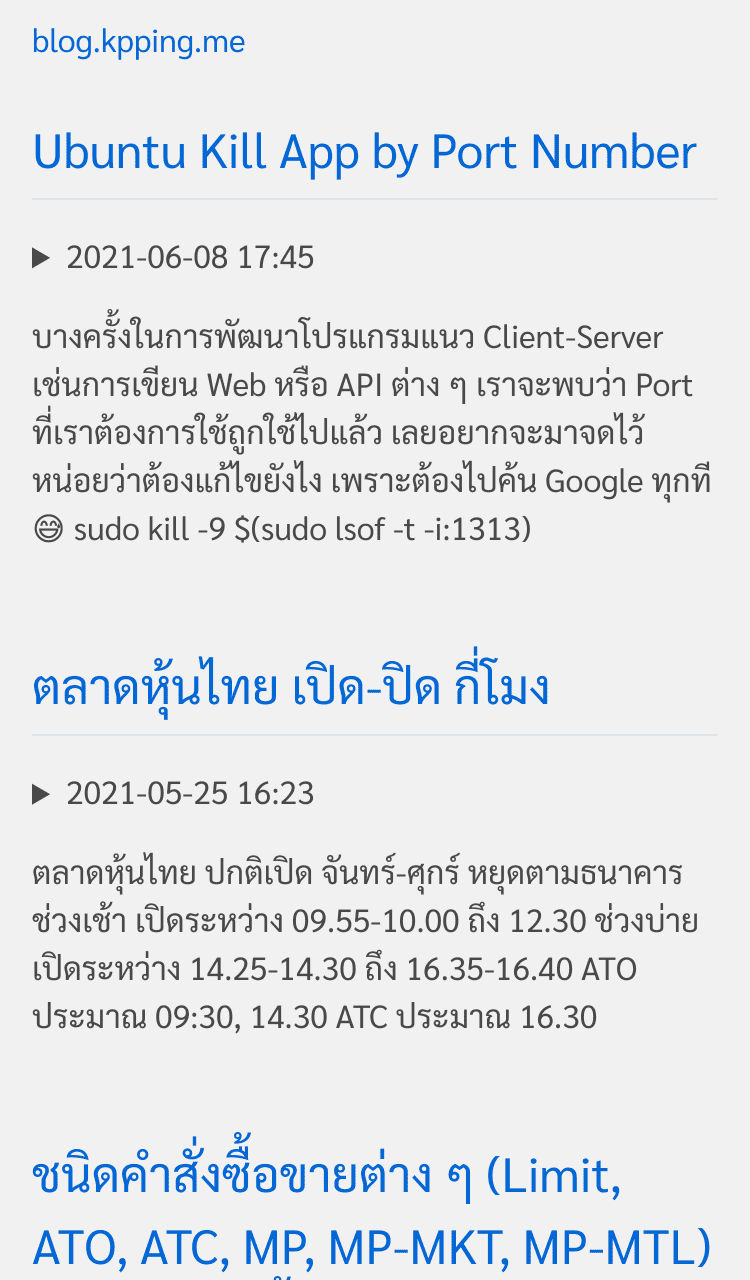 blog.kpping.me
Ubuntu Kill App by Port Number
▶ 2021-06-08 17:45
บางครั้งในการพัฒนาโปรแกรมแนว Client-Server
เช่นการเขียน Web หรือ API ต่าง ๆ เราจะพบว่า Port
ที่เราต้องการใช้ถูกใช้ไปแล้ว เลยอยากจะมาจดไว้
หน่อยว่าต้องแก้ไขยังไง เพราะต้องไปค้น Google ทุกที
😅 sudo kill -9 $(sudo lsof -t -i:1313)
ตลาดหุ้นไทย เปิด-ปิด กี่โมง
▶ 2021-05-25 16:23
ตลาดหุ้นไทย ปกติเปิด จันทร์-ศุกร์ หยุดตามธนาคาร
ช่วงเช้า เปิดระหว่าง 09.55-10.00 ถึง 12.30 ช่วงบ่าย
เปิดระหว่าง 14.25-14.30 ถึง 16.35-16.40 ATO
ประมาณ 09:30, 14.30 ATC ประมาณ 16.30
ชนิดคำสั่งซื้อขายต่าง ๆ (Limit,
ATO, ATC, MP, MP-MKT, MP-MTL)